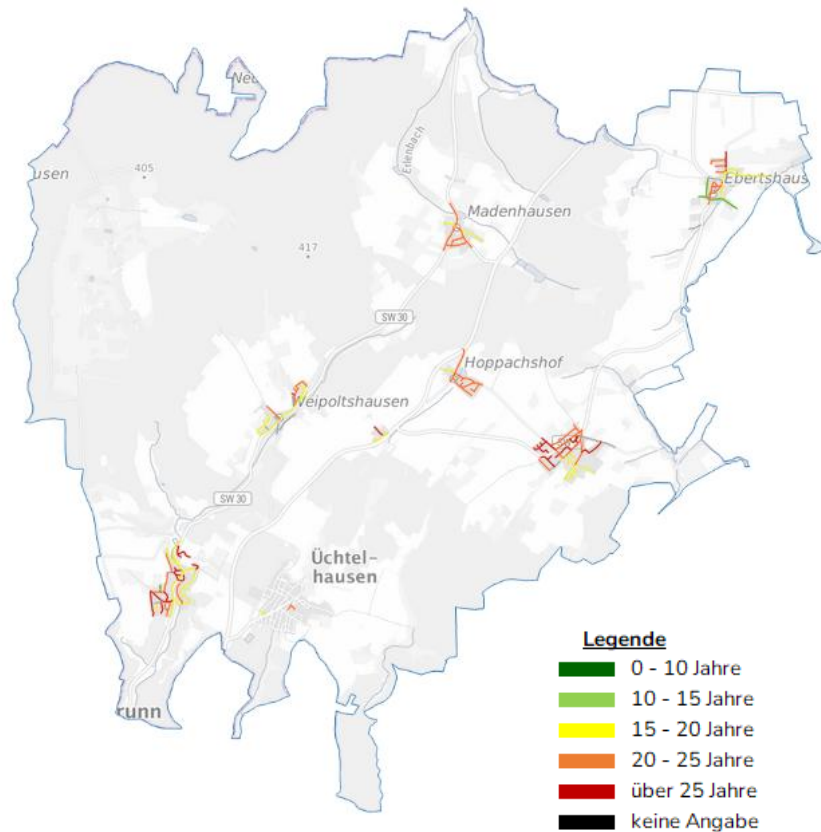 Neu
usen
405
Erlenbach
Ebertshaus
Madenhausen
417
SW 30
Hoppachshof
Weipoltshausen
SW 30
Üchtel-
hausen
runn
Legende
0 - 10 Jahre
10 - 15 Jahre
15 - 20 Jahre
20 - 25 Jahre
über 25 Jahre
keine Angabe